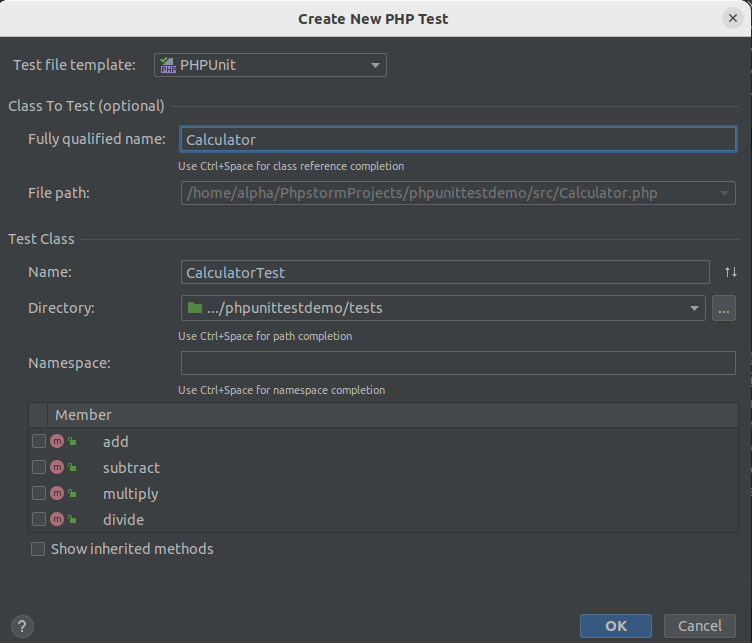 Create New PHP Test
Test file template: PHPUnit
Class To Test (optional)
Fully qualified name: Calculator
Use Ctrl+Space for class reference completion
File path: /home/alpha/PhpstormProjects/phpunittestdemo/src/Calculator.php
Test Class
Name: CalculatorTest
Directory: .../phpunittestdemo/tests ...
Use Ctrl+Space for path completion
Namespace:
Use Ctrl+Space for namespace completion
Member
m add
m subtract
m multiply
m divide
Show inherited methods
? OK Cancel